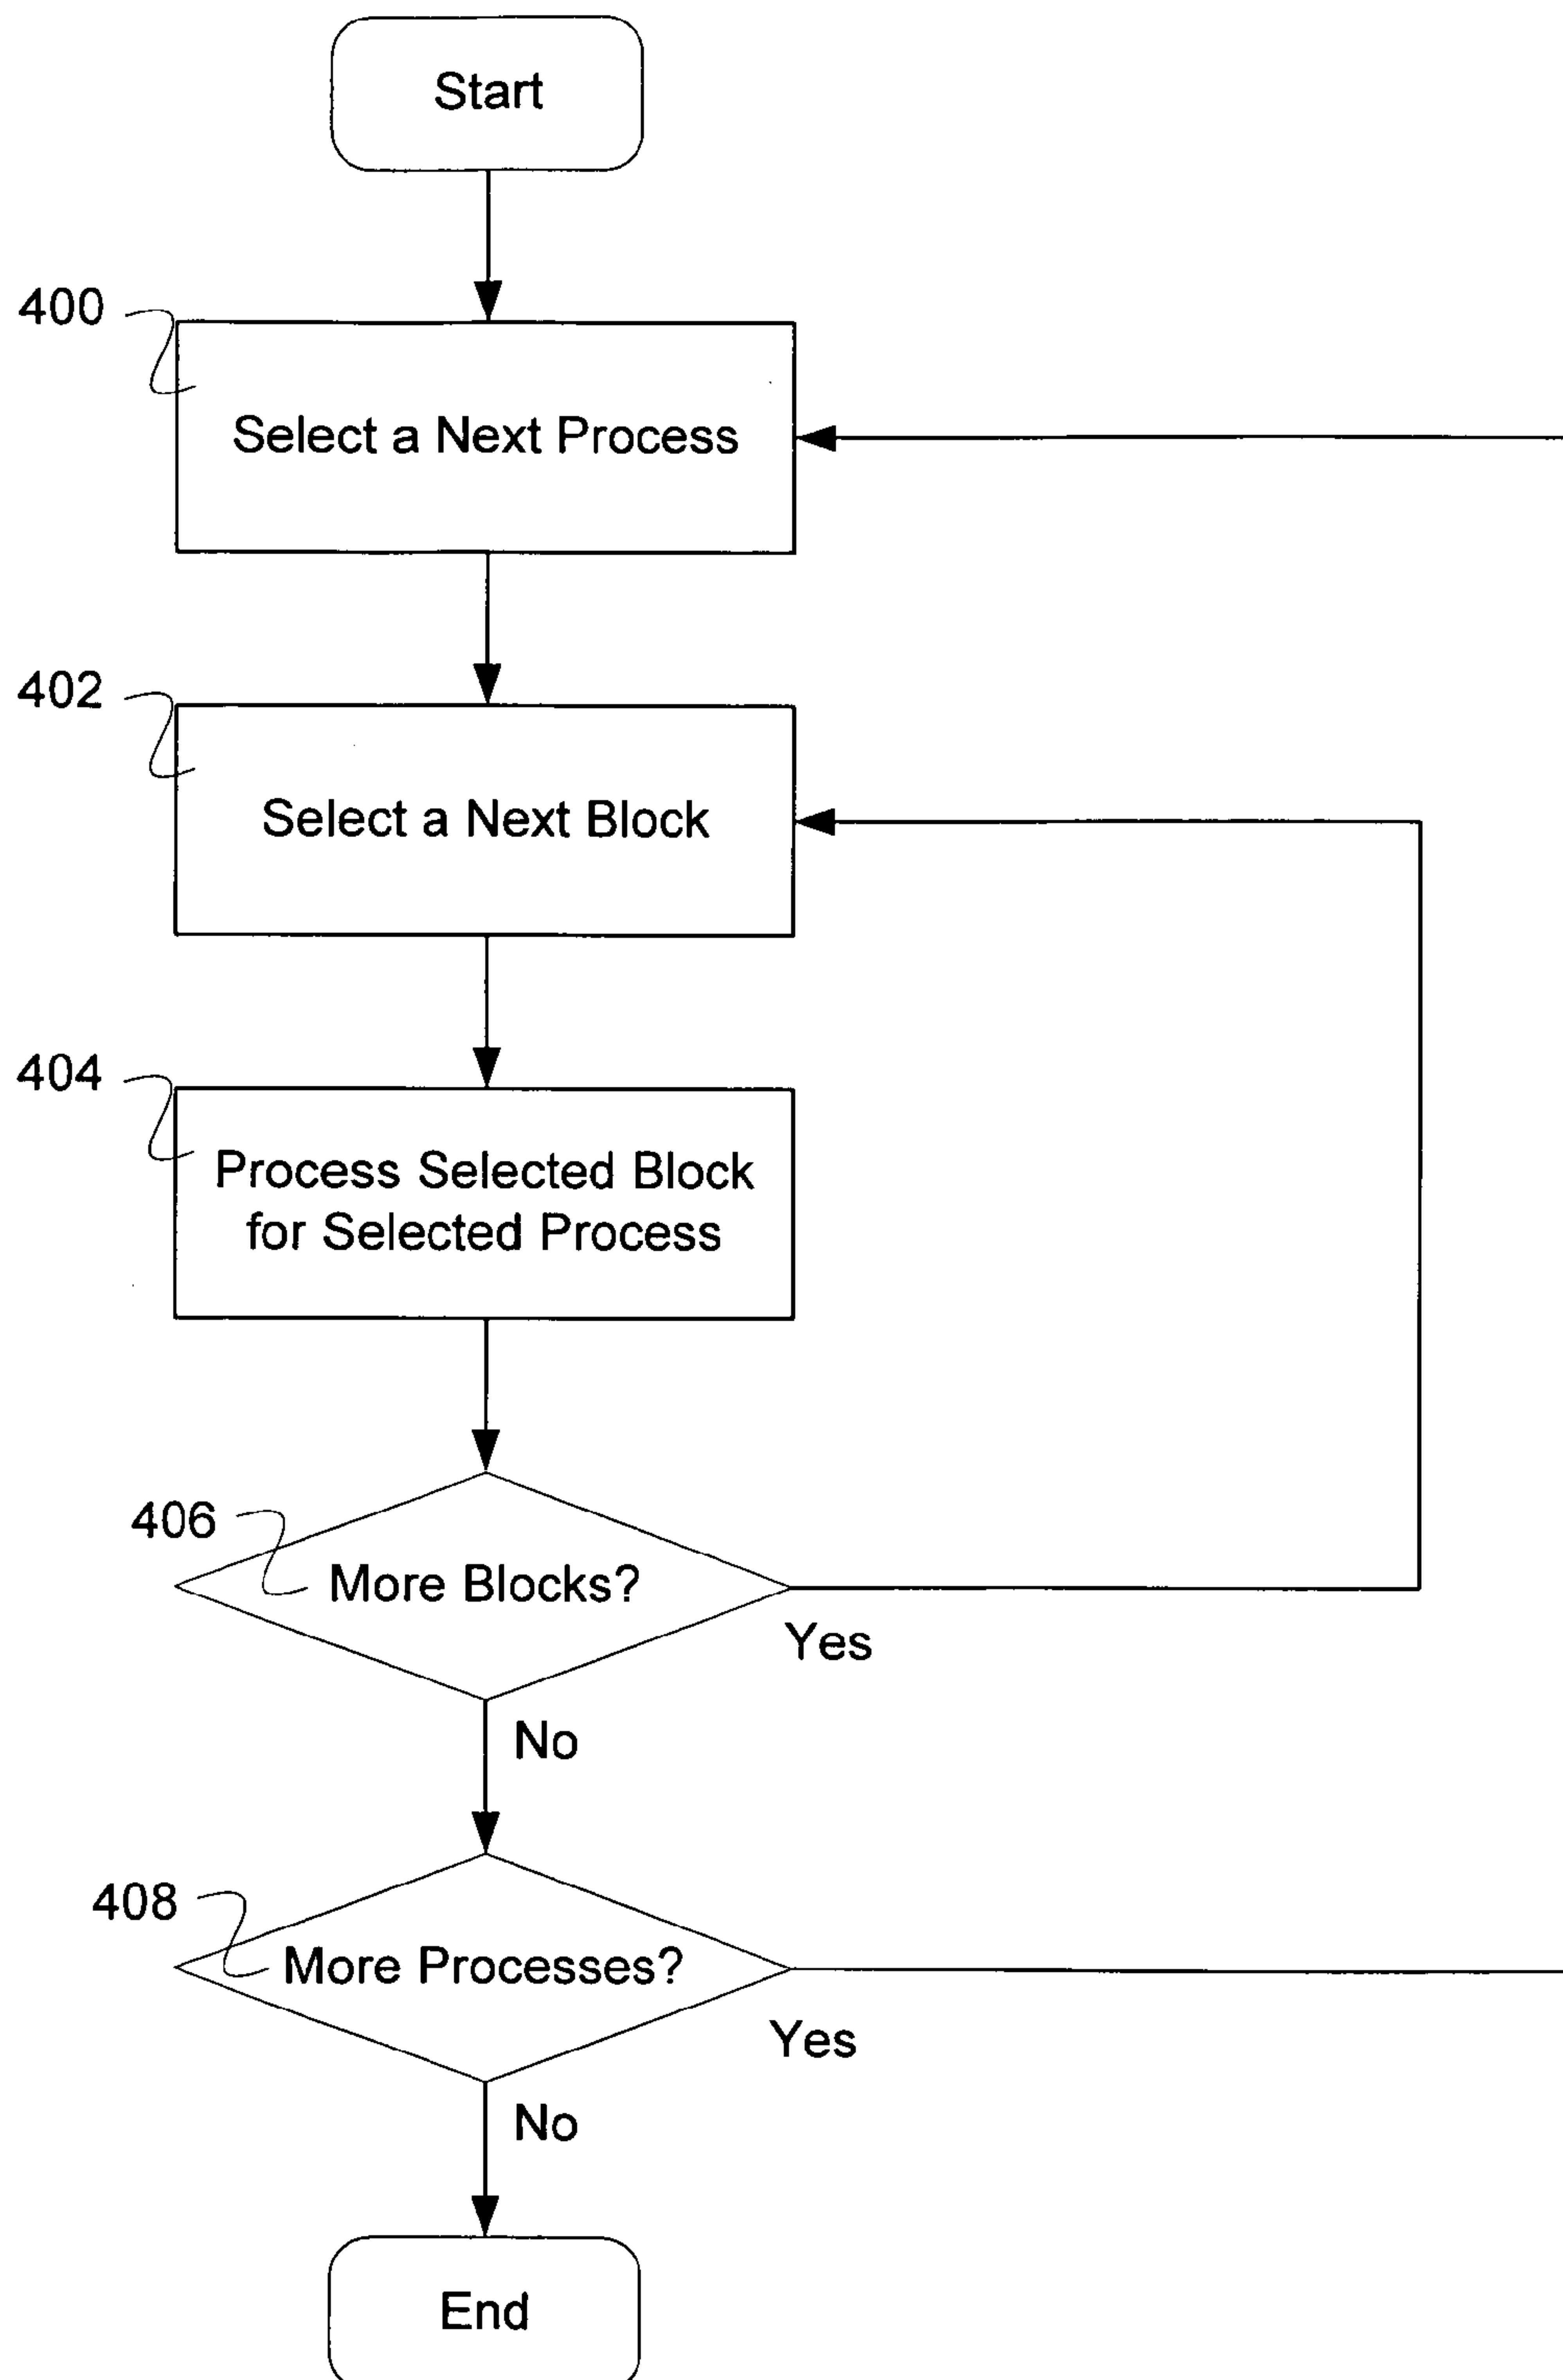 Start
400
Select a Next Process
402
Select a Next Block
404
Process Selected Block
for Selected Process
406
More Blocks?
Yes
No
408
More Processes?
Yes
No
End